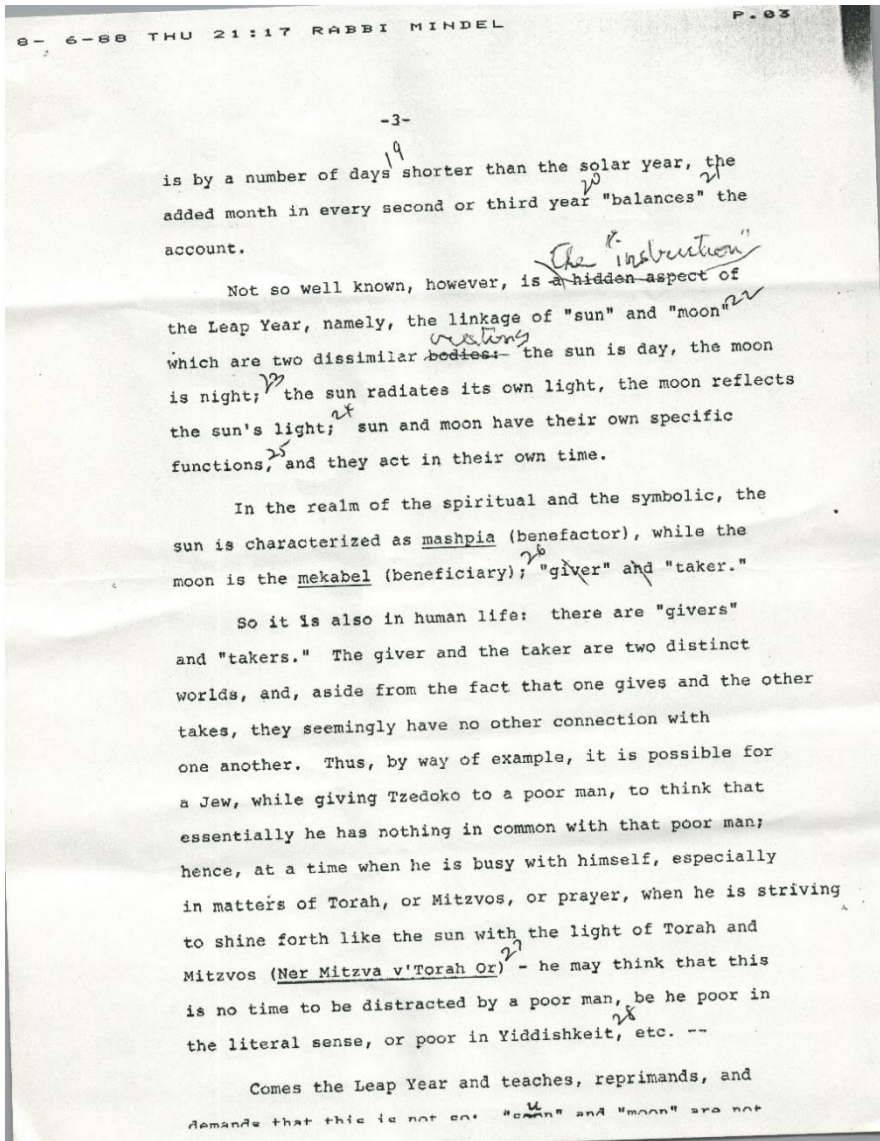 8- 6-88 THU 21:17 RABBI MINDEL P.03
-3-
is by a number of days 19 shorter than the solar year, the
added month in every second or third year 20 "balances" 21 the
account.
The "instruction"
Not so well known, however, is a hidden aspect of
the Leap Year, namely, the linkage of "sun" and "moon" 22
creations
which are two dissimilar bodies:- the sun is day, the moon
is night; 23 the sun radiates its own light, the moon reflects
the sun's light; 24 sun and moon have their own specific
functions, 25 and they act in their own time.
In the realm of the spiritual and the symbolic, the
sun is characterized as mashpia (benefactor), while the
moon is the mekabel (beneficiary); 26 "giver" and "taker."
So it is also in human life: there are "givers"
and "takers." The giver and the taker are two distinct
worlds, and, aside from the fact that one gives and the other
takes, they seemingly have no other connection with
one another. Thus, by way of example, it is possible for
a Jew, while giving Tzedoko to a poor man, to think that
essentially he has nothing in common with that poor man;
hence, at a time when he is busy with himself, especially
in matters of Torah, or Mitzvos, or prayer, when he is striving
to shine forth like the sun with the light of Torah and
Mitzvos (Ner Mitzva v'Torah Or) 27 - he may think that this
is no time to be distracted by a poor man, be he poor in
the literal sense, or poor in Yiddishkeit, 28 etc. --
Comes the Leap Year and teaches, reprimands, and
demands that this is not so: and "moon" are not